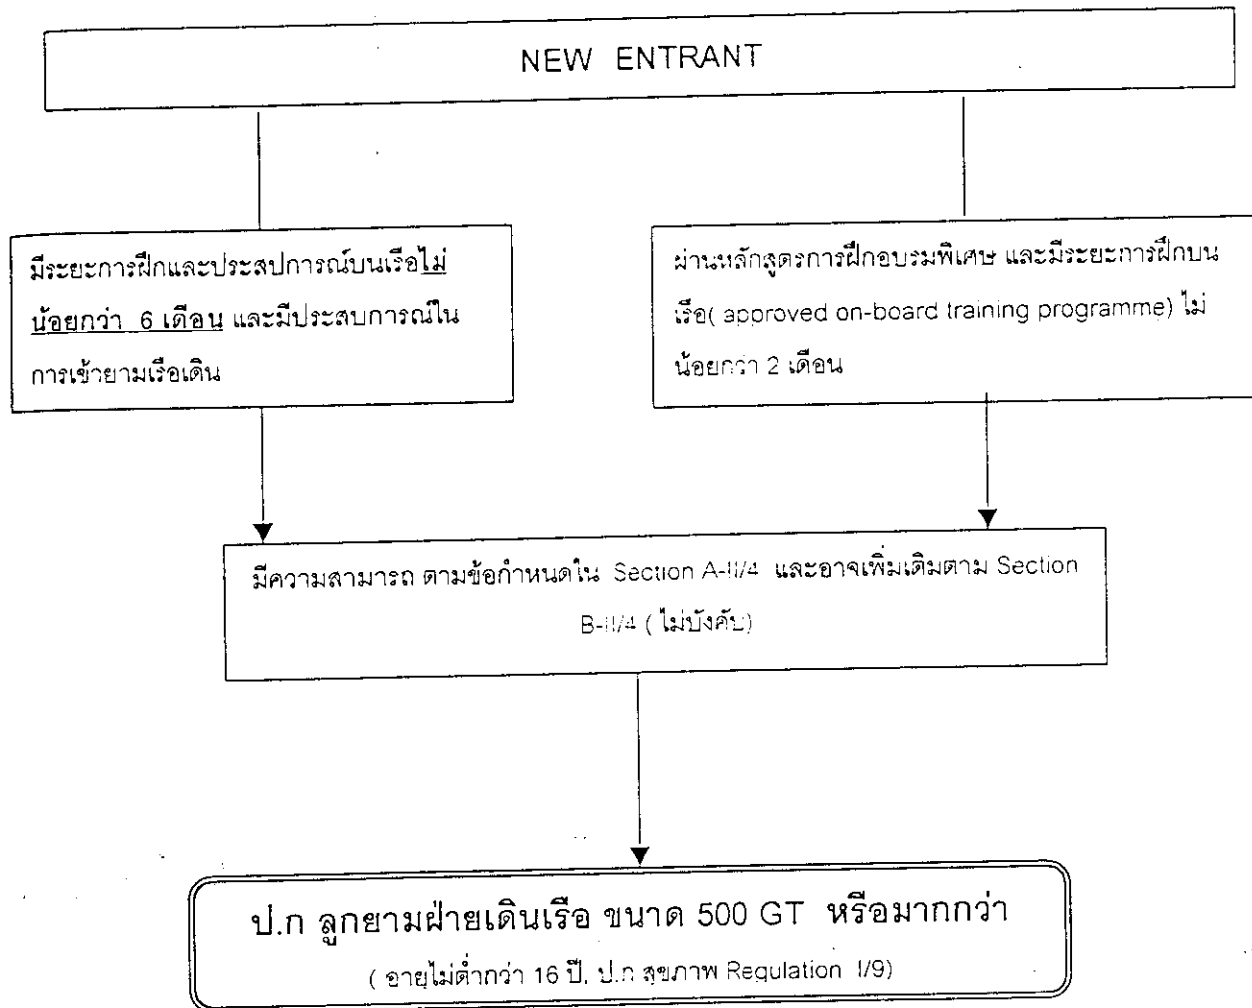 NEW ENTRANT
มีระยะการฝึกและประสปการณ์บนเรือไม่
น้อยกว่า 6 เดือน และมีประสบการณ์ใน
การเข้ายามเรือเดิน
ผ่านหลักสูตรการฝึกอบรมพิเศษ และมีระยะการฝึกบน
เรือ( approved on-board training programme) ไม่
น้อยกว่า 2 เดือน
มีความสามารถ ตามข้อกำหนดใน Section A-II/4 และอาจเพิ่มเติมตาม Section
B-II/4 ( ไม่บังคับ)
ป.ก ลูกยามฝ่ายเดินเรือ ขนาด 500 GT หรือมากกว่า
( อายุไม่ต่ำกว่า 16 ปี, ป.ก สุขภาพ Regulation I/9)